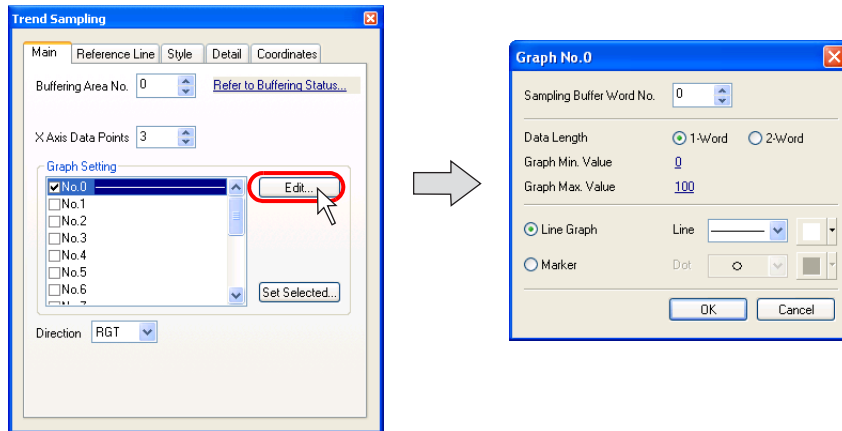 Trend Sampling
Main Reference Line Style Detail Coordinates
Buffering Area No. 0 Refer to Buffering Status...
X Axis Data Points 3
Graph Setting
No.0 Edit...
No.1
No.2
No.3
No.4
No.5
No.6 Set Selected...
No.7
Direction RGT
Graph No.0
Sampling Buffer Word No. 0
Data Length 1-Word 2-Word
Graph Min. Value 0
Graph Max. Value 100
Line Graph Line
Marker Dot
OK Cancel